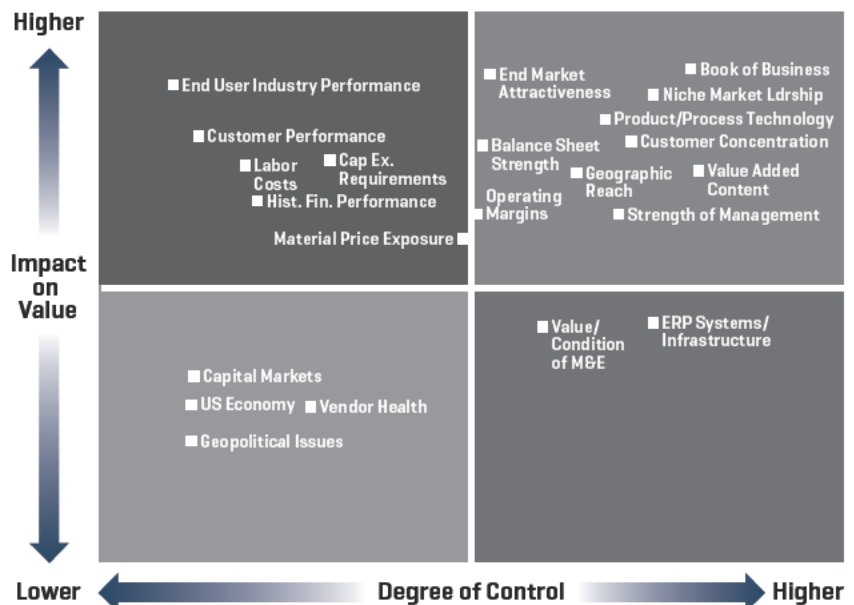 Higher
End User Industry Performance
Customer Performance
Labor
Costs
Cap Ex.
Requirements
Hist. Fin. Performance
Material Price Exposure
End Market
Attractiveness
Book of Business
Niche Market Ldrship
Product/Process Technology
Customer Concentration
Balance Sheet
Strength
Geographic
Reach
Value Added
Content
Operating
Margins
Strength of Management
Impact
on
Value
Capital Markets
US Economy
Vendor Health
Geopolitical Issues
Value/
Condition
of M&E
ERP Systems/
Infrastructure
Lower
Degree of Control
Higher